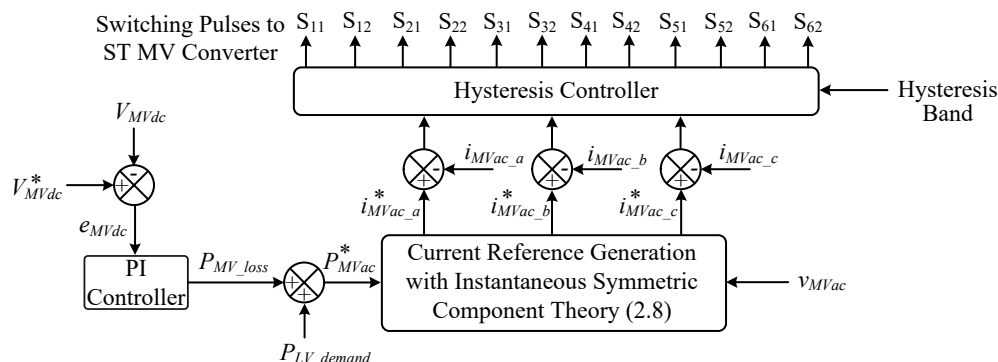 Switching Pulses to
ST MV Converter
S11 S12 S21 S22 S31 S32 S41 S42 S51 S52 S61 S62
Hysteresis Controller
Hysteresis
Band
VMVdc
-
V*MVdc
+
eMVdc
PI
Controller
PMV_loss
+
+
PLV_demand
P*MVac
iMVac_a iMVac_b iMVac_c
+ - + - + -
i*MVac_a i*MVac_b i*MVac_c
Current Reference Generation
with Instantaneous Symmetric
Component Theory (2.8)
vMVac